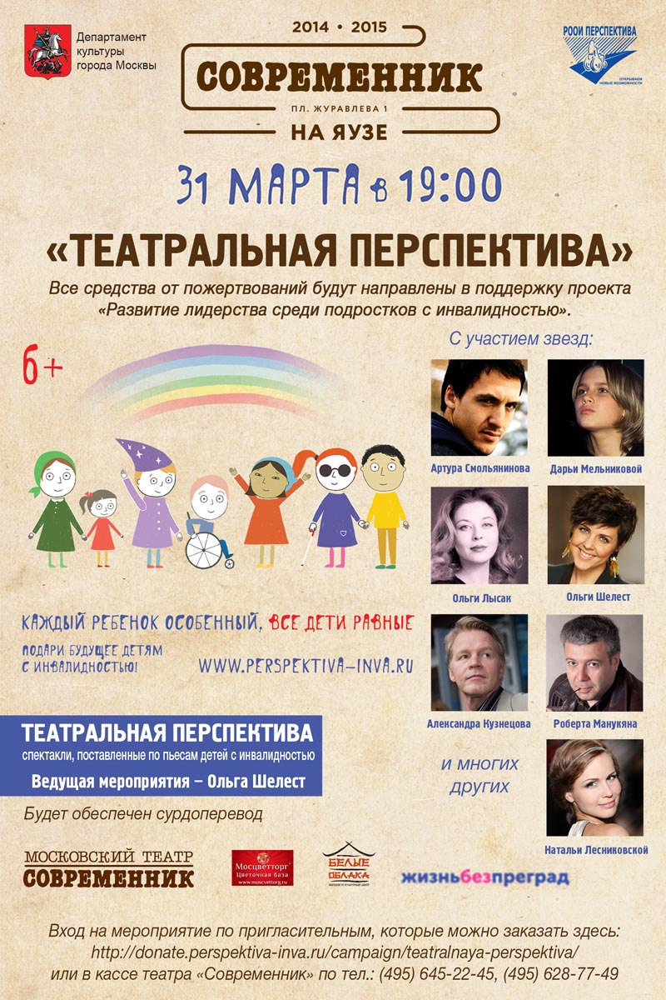 Департамент
культуры
города Москвы
2014 • 2015
СОВРЕМЕННИК
ПЛ. ЖУРАВЛЕВА 1
НА ЯУЗЕ
РООИ ПЕРСПЕКТИВА
ОТКРЫВАЕМ
НОВЫЕ ВОЗМОЖНОСТИ
31 МАРТА в 19:00
«ТЕАТРАЛЬНАЯ ПЕРСПЕКТИВА»
Все средства от пожертвований будут направлены в поддержку проекта
«Развитие лидерства среди подростков с инвалидностью».
6+
С участием звезд:
Артура Смольянинова
Дарьи Мельниковой
Ольги Лысак
Ольги Шелест
Александра Кузнецова
Роберта Манукяна
и многих
других
Натальи Лесниковской
КАЖДЫЙ РЕБЕНОК ОСОБЕННЫЙ, ВСЕ ДЕТИ РАВНЫЕ
ПОДАРИ БУДУЩЕЕ ДЕТЯМ
С ИНВАЛИДНОСТЬЮ!
WWW.PERSPEKTIVA-INVA.RU
ТЕАТРАЛЬНАЯ ПЕРСПЕКТИВА
спектакли, поставленные по пьесам детей с инвалидностью
Ведущая мероприятия – Ольга Шелест
Будет обеспечен сурдоперевод
МОСКОВСКИЙ ТЕАТР
СОВРЕМЕННИК
Мосцветторг
Цветочная база
www.moscvettorg.ru
БЕЛЫЕ
ОБЛАКА
МАГАЗИН И КУЛЬТУРНЫЙ ЦЕНТР
жизньбезпреград
Вход на мероприятие по пригласительным, которые можно заказать здесь:
http://donate.perspektiva-inva.ru/campaign/teatralnaya-perspektiva/
или в кассе театра «Современник» по тел.: (495) 645-22-45, (495) 628-77-49